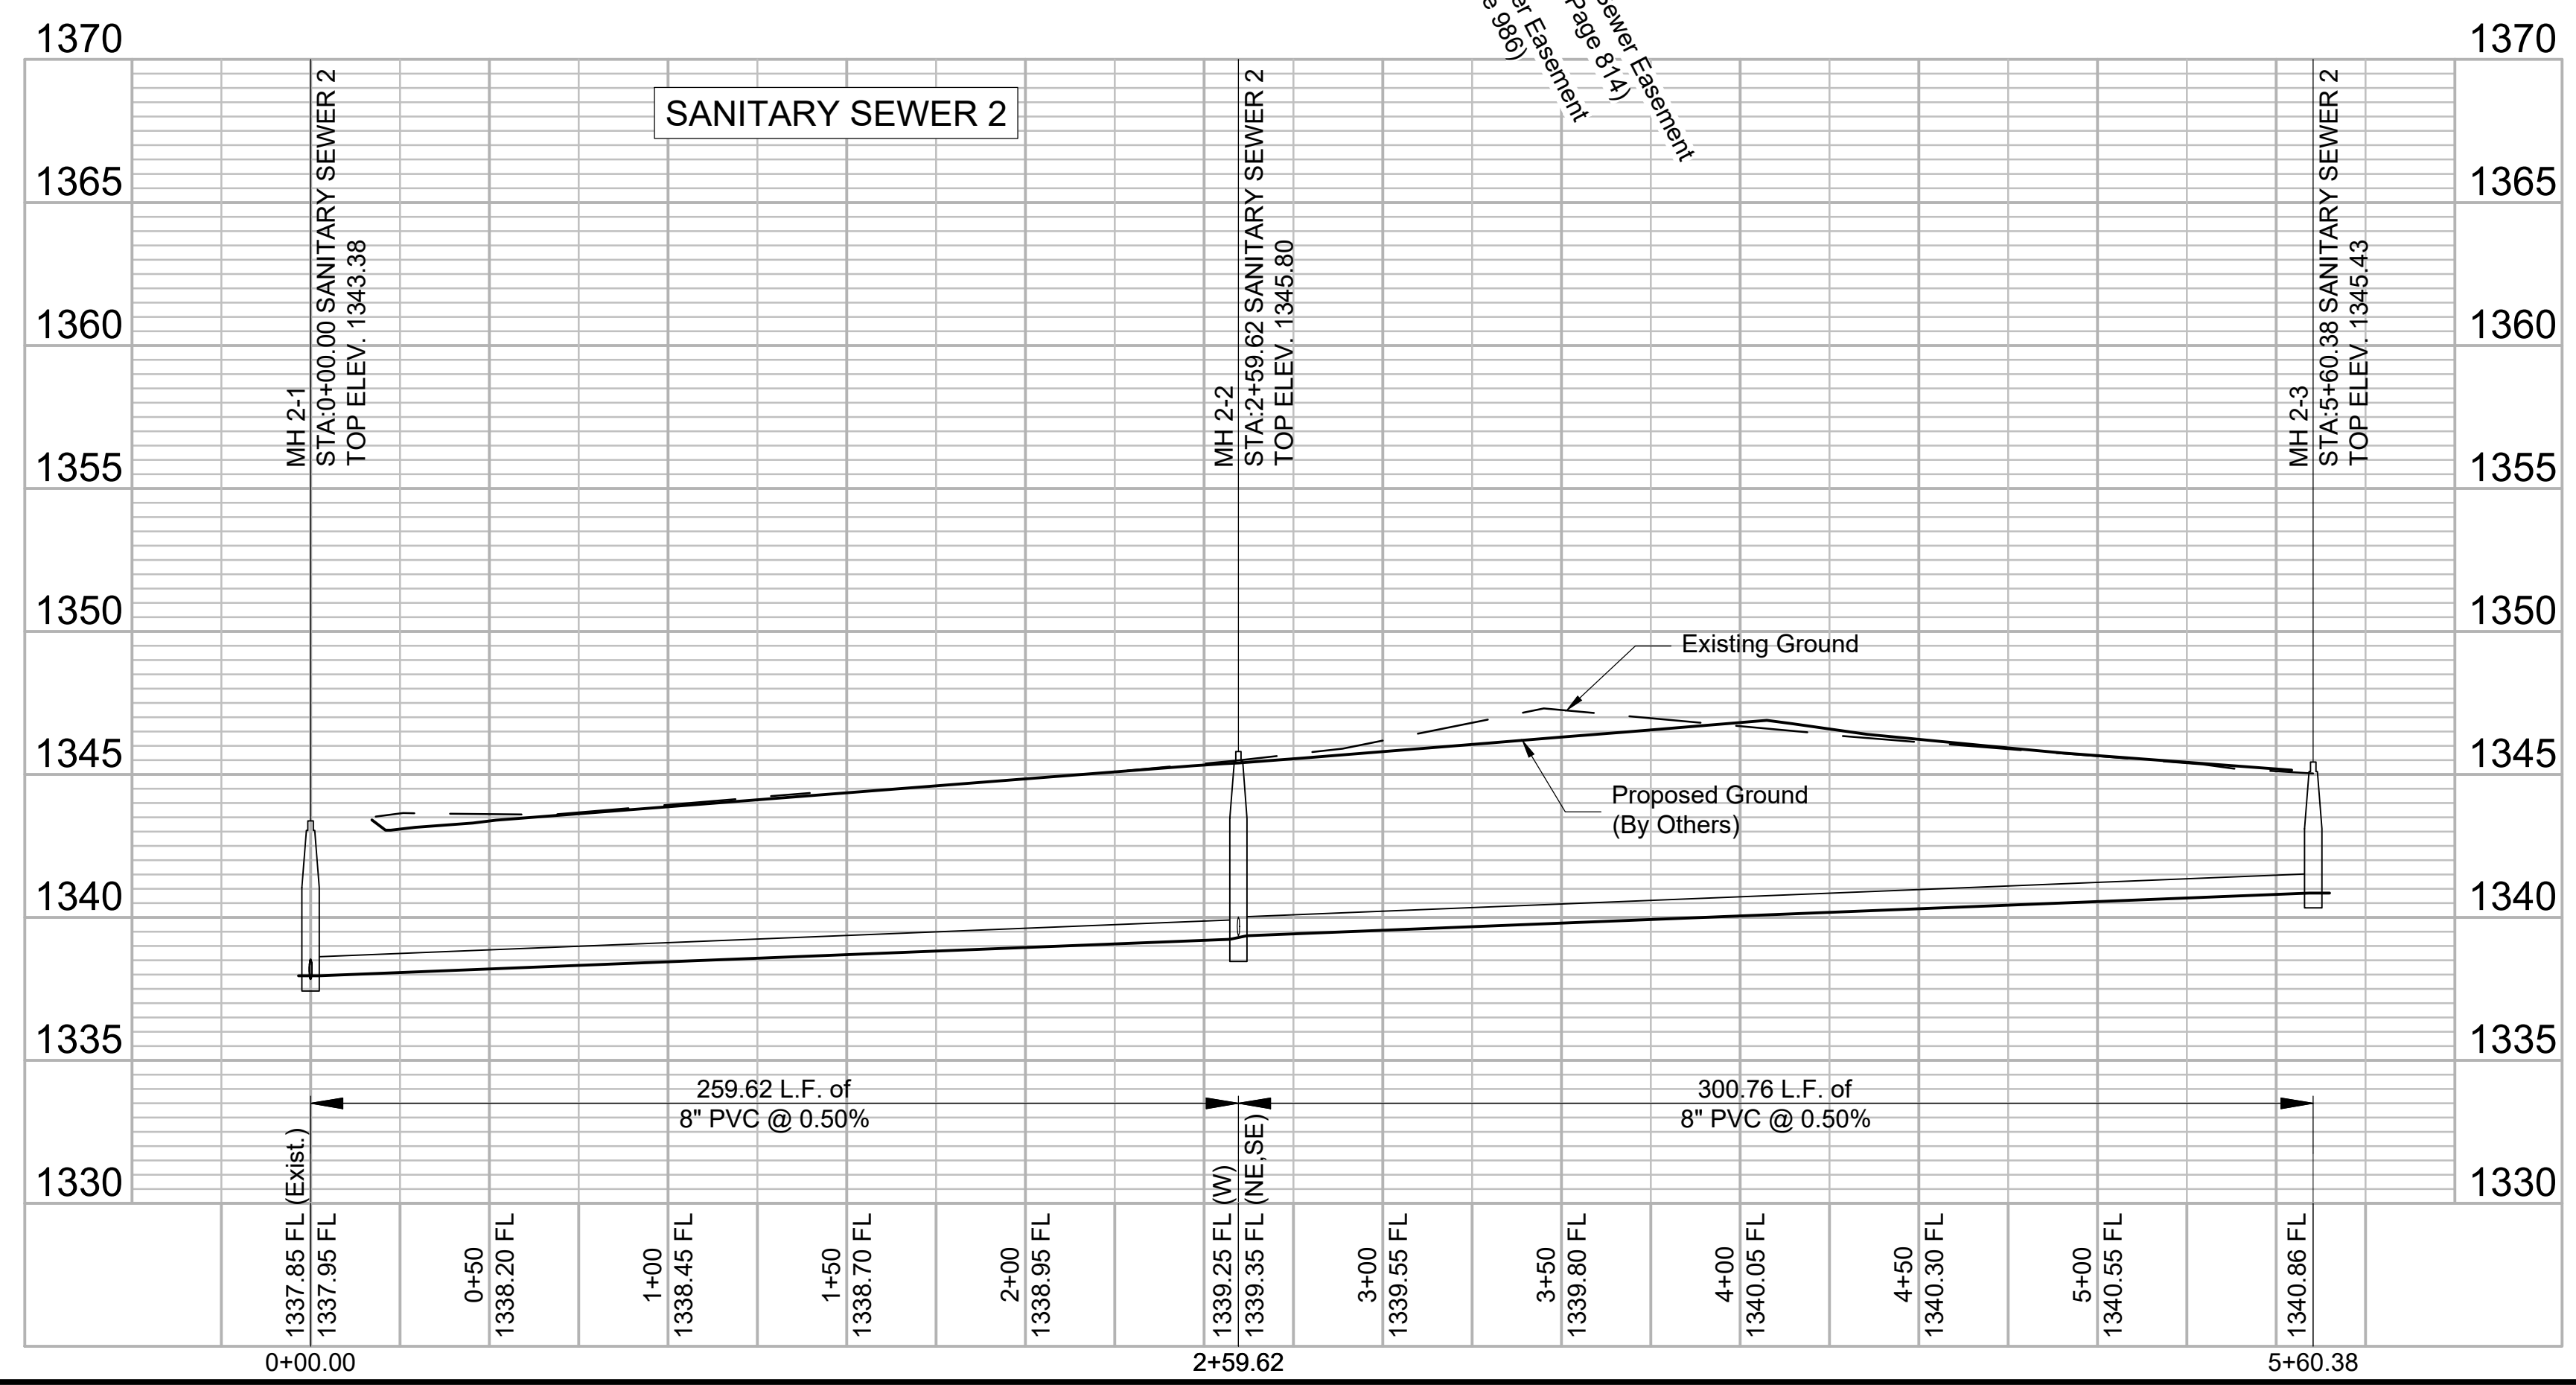 er Easement
e 986)
Sewer Easement
Page 814)
1370
1370
SANITARY SEWER 2
MH 2-1
STA:0+00.00 SANITARY SEWER 2
TOP ELEV. 1343.38
MH 2-2
STA:2+59.62 SANITARY SEWER 2
TOP ELEV. 1345.80
MH 2-3
STA:5+60.38 SANITARY SEWER 2
TOP ELEV. 1345.43
1365
1365
1360
1360
1355
1355
1350
1350
Existing Ground
1345
1345
Proposed Ground
(By Others)
1340
1340
1335
1335
259.62 L.F. of
8" PVC @ 0.50%
300.76 L.F. of
8" PVC @ 0.50%
1330
1330
1337.85 FL (Exist.)
1337.95 FL
0+50
1338.20 FL
1+00
1338.45 FL
1+50
1338.70 FL
2+00
1338.95 FL
1339.25 FL (W)
1339.35 FL (NE,SE)
3+00
1339.55 FL
3+50
1339.80 FL
4+00
1340.05 FL
4+50
1340.30 FL
5+00
1340.55 FL
1340.86 FL
0+00.00
2+59.62
5+60.38